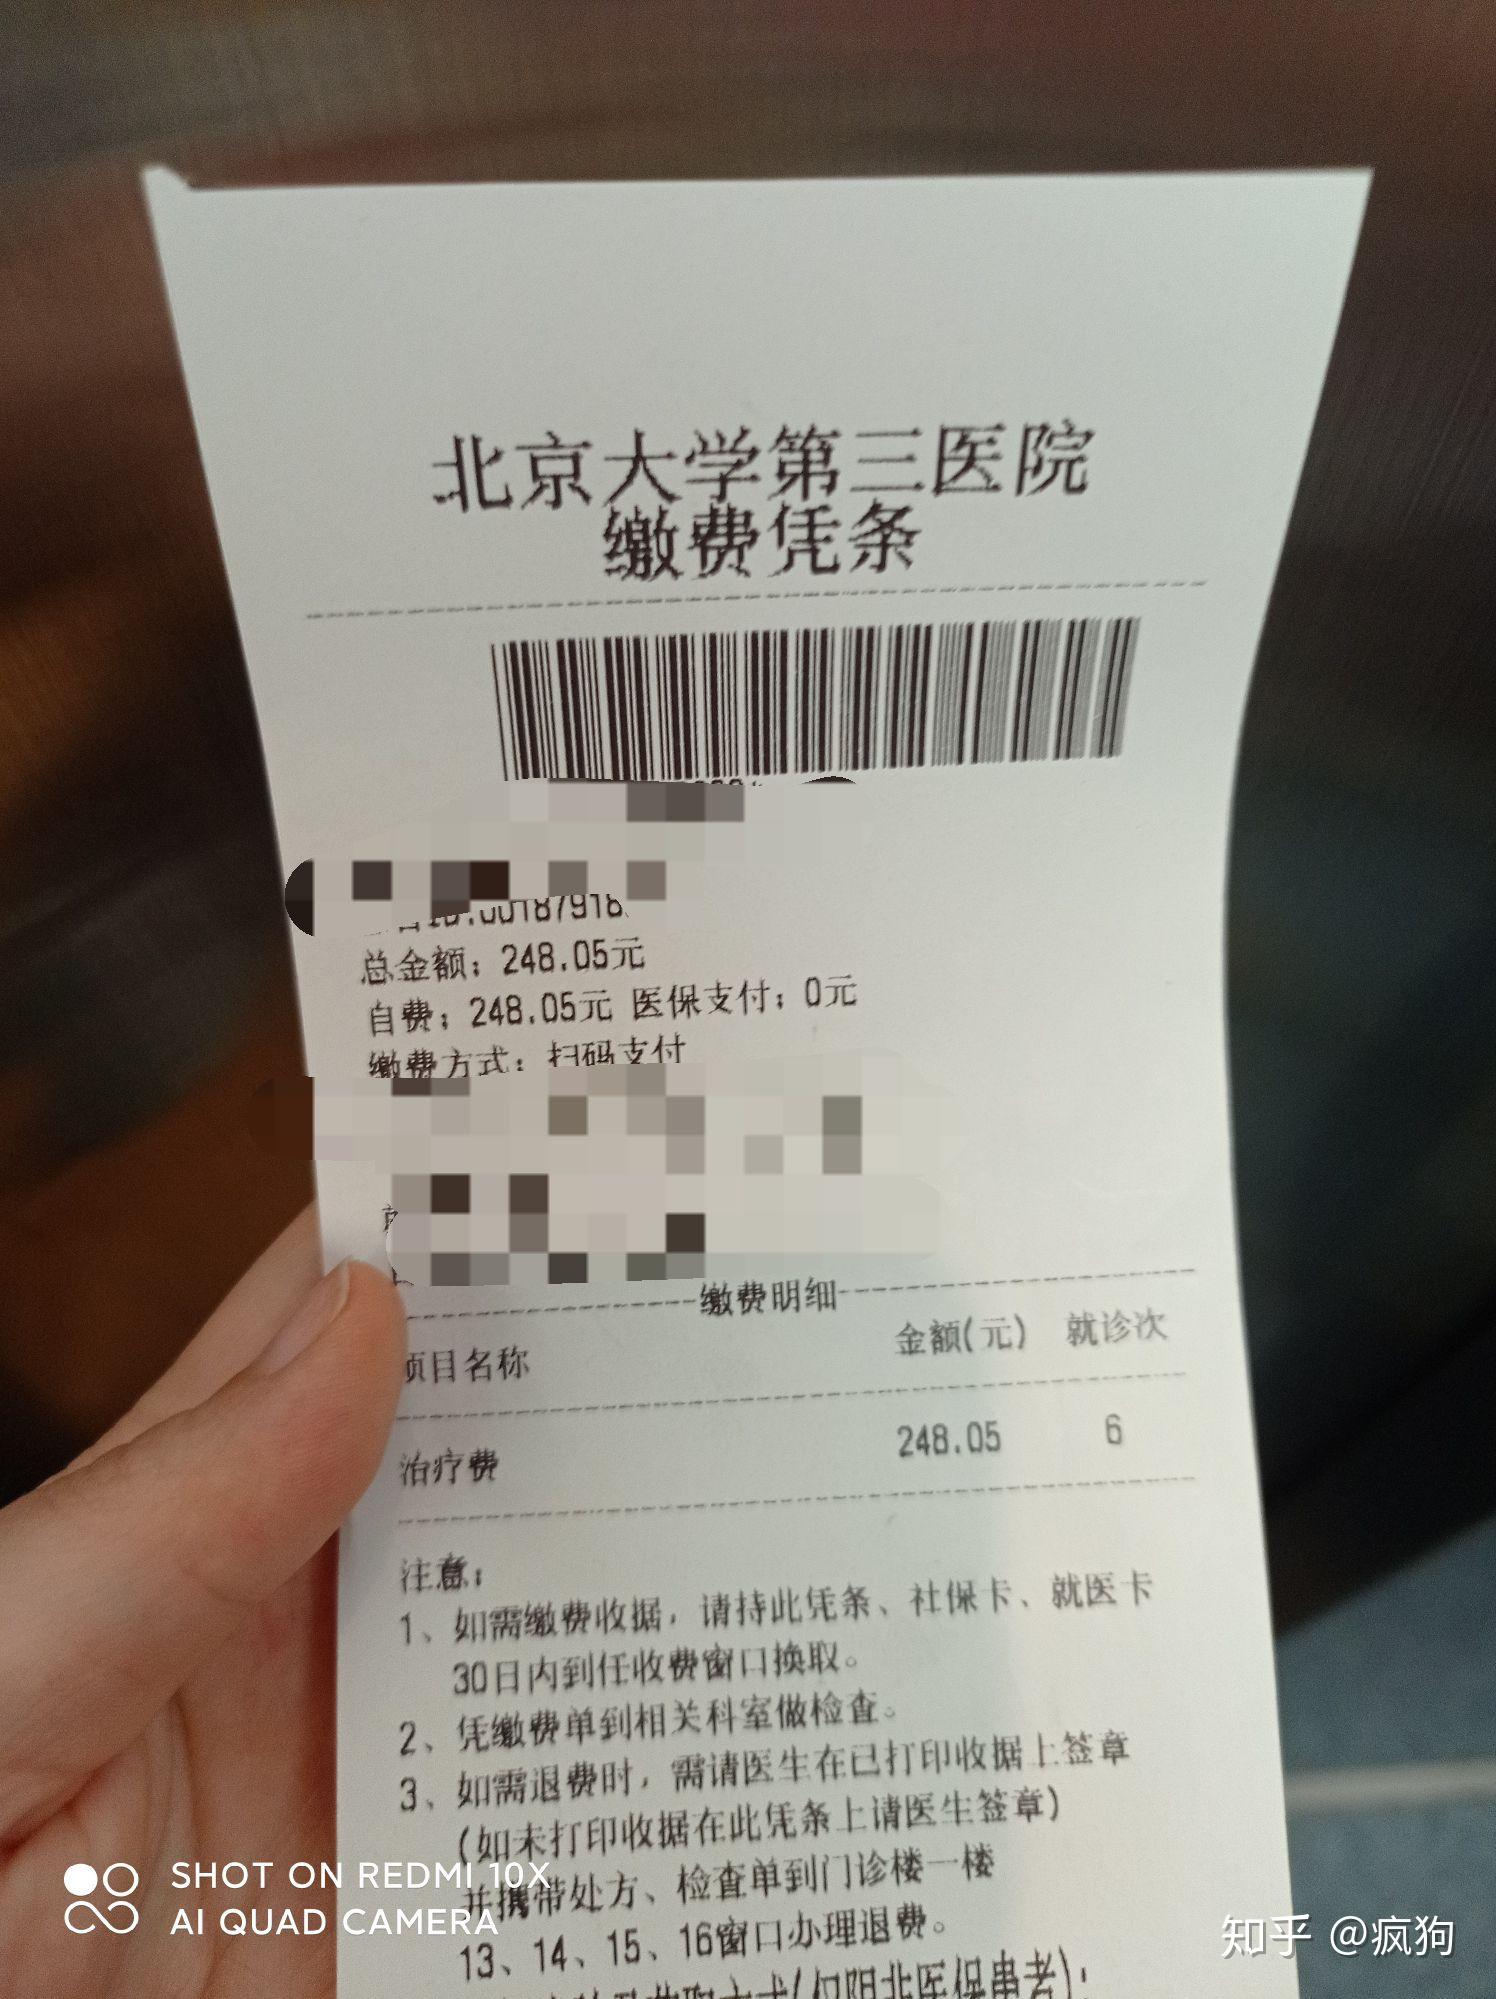 北京大学第三医院
缴费凭条
总金额：248.05元
自费：248.05元 医保支付：0元
缴费方式：扫码支付
缴费明细
项目名称 金额(元) 就诊次
治疗费 248.05 6
注意：
1、如需缴费收据，请持此凭条、社保卡、就医卡
30日内到任收费窗口换取。
2、凭缴费单到相关科室做检查。
3、如需退费时，需请医生在已打印收据上签章
(如未打印收据在此凭条上请医生签章)
并携带处方、检查单到门诊楼一楼
13、14、15、16窗口办理退费。
SHOT ON REDMI 10X
AI QUAD CAMERA
知乎 @疯狗